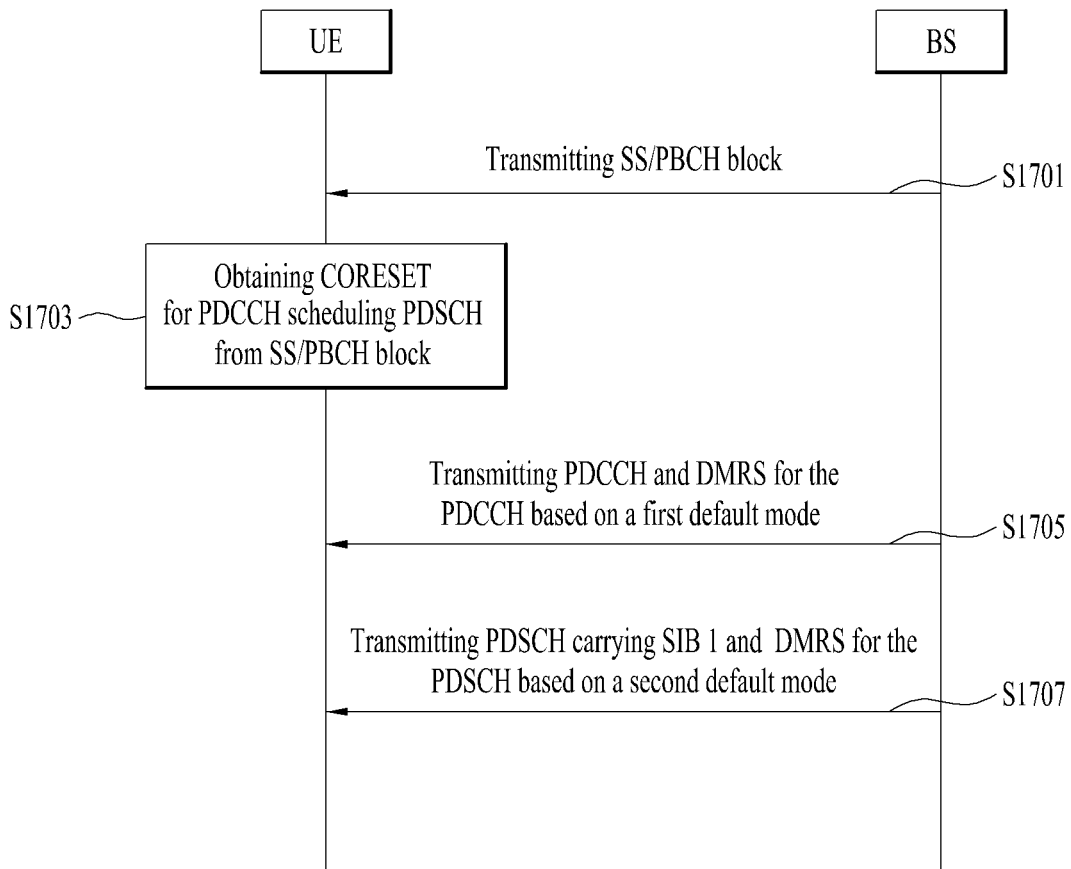 UE
BS
Transmitting SS/PBCH block
S1701
Obtaining CORESET
for PDCCH scheduling PDSCH
from SS/PBCH block
S1703
Transmitting PDCCH and DMRS for the
PDCCH based on a first default mode
S1705
Transmitting PDSCH carrying SIB 1 and DMRS for the
PDSCH based on a second default mode
S1707